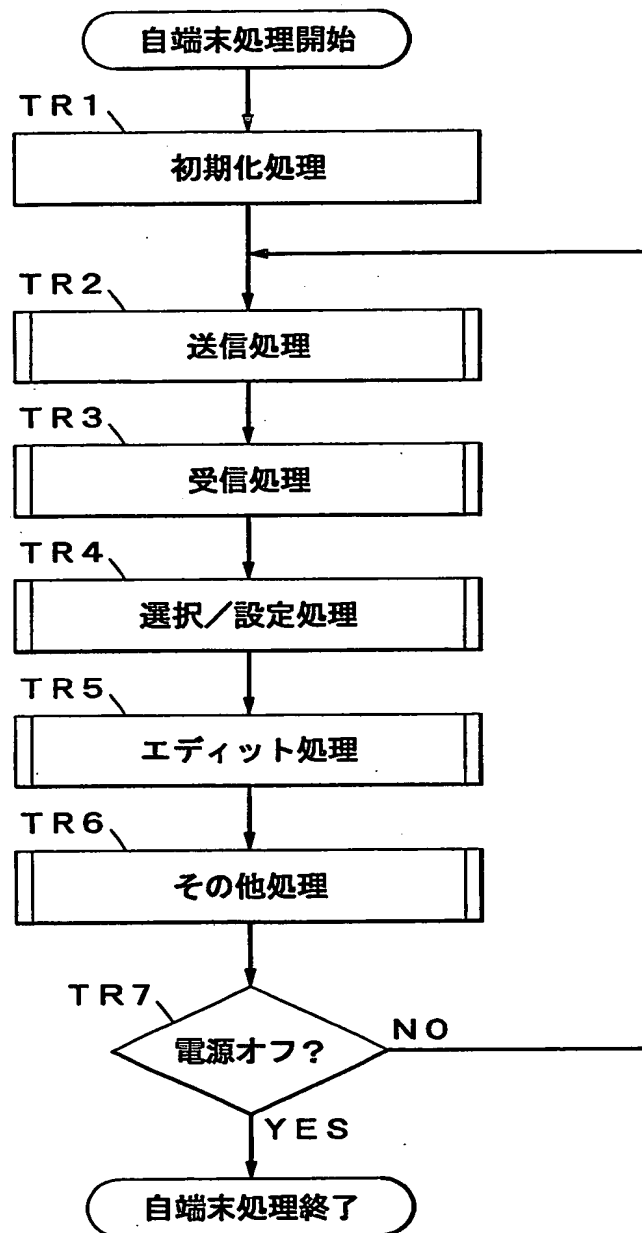 自端末処理開始
TR1
初期化処理
TR2
送信処理
TR3
受信処理
TR4
選択／設定処理
TR5
エディット処理
TR6
その他処理
TR7
電源オフ？
NO
YES
自端末処理終了